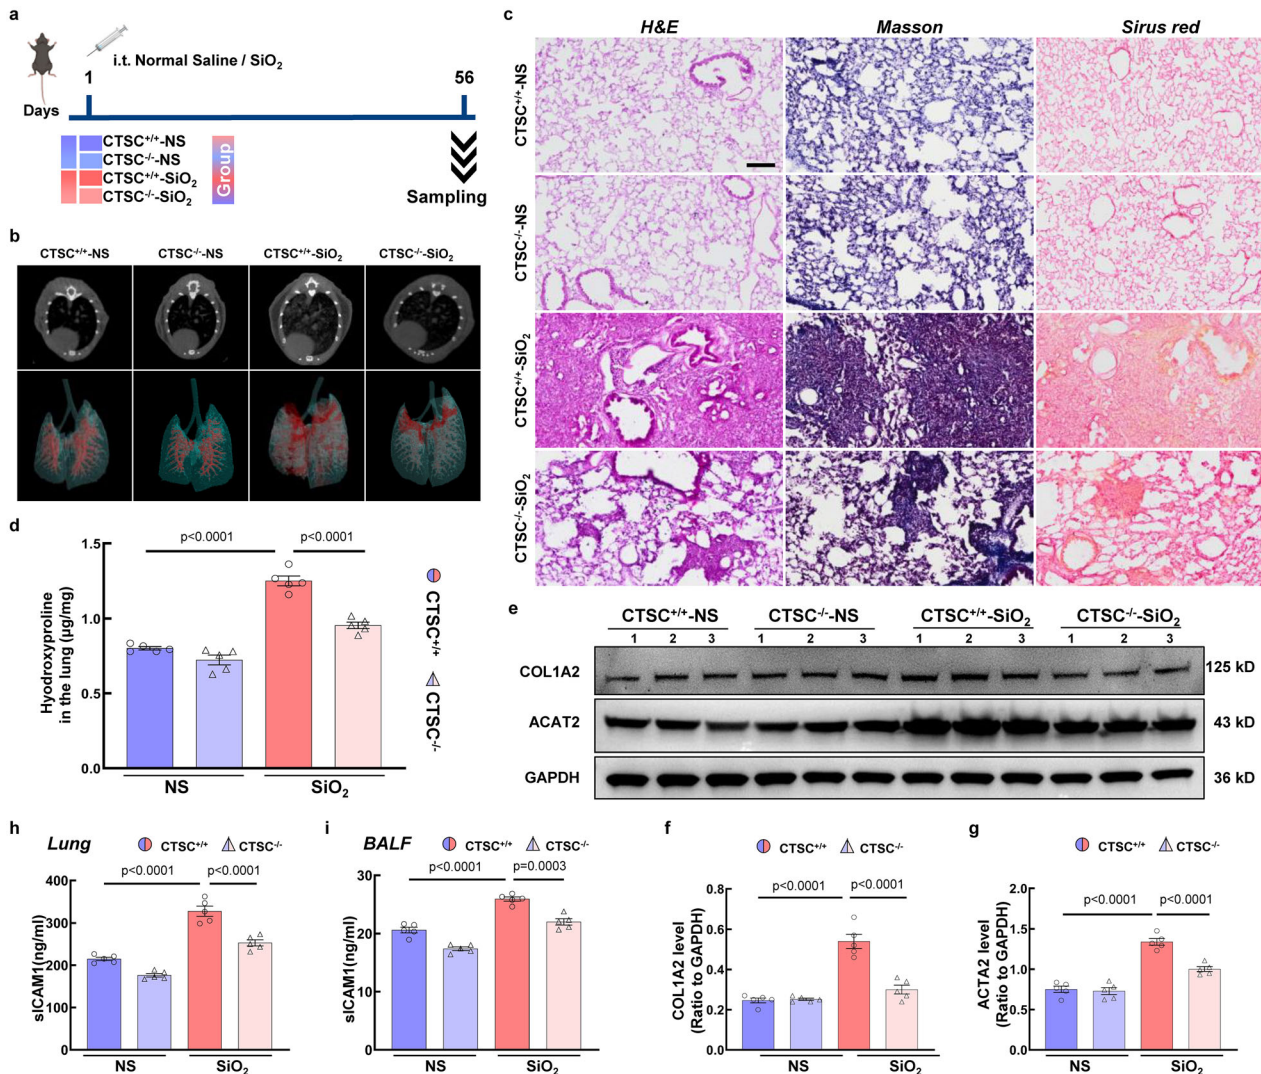 a
i.t. Normal Saline / SiO₂
1
56
Days
CTSC⁺/⁺-NS
CTSC⁻/⁻-NS
CTSC⁺/⁺-SiO₂
CTSC⁻/⁻-SiO₂
Group
Sampling
b
CTSC⁺/⁺-NS CTSC⁻/⁻-NS CTSC⁺/⁺-SiO₂ CTSC⁻/⁻-SiO₂
c
H&E Masson Sirus red
CTSC⁺/⁺-NS
CTSC⁻/⁻-NS
CTSC⁺/⁺-SiO₂
CTSC⁻/⁻-SiO₂
d
Hyodroxyproline
in the lung (μg/mg)
1.5
1.0
0.5
0.0
p<0.0001 p<0.0001
NS SiO₂
CTSC⁺/⁺
CTSC⁻/⁻
e
CTSC⁺/⁺-NS CTSC⁻/⁻-NS CTSC⁺/⁺-SiO₂ CTSC⁻/⁻-SiO₂
1 2 3 1 2 3 1 2 3 1 2 3
COL1A2 125 kD
ACAT2 43 kD
GAPDH 36 kD
h
Lung
CTSC⁺/⁺ CTSC⁻/⁻
p<0.0001 p<0.0001
sICAM1(ng/ml)
400
300
200
100
0
NS SiO₂
i
BALF
CTSC⁺/⁺ CTSC⁻/⁻
p<0.0001 p=0.0003
sICAM1(ng/ml)
30
20
10
0
NS SiO₂
f
CTSC⁺/⁺ CTSC⁻/⁻
p<0.0001 p<0.0001
COL1A2 level
(Ratio to GAPDH)
0.8
0.6
0.4
0.2
0.0
NS SiO₂
g
CTSC⁺/⁺ CTSC⁻/⁻
p<0.0001 p<0.0001
ACTA2 level
(Ratio to GAPDH)
2.0
1.5
1.0
0.5
0.0
NS SiO₂